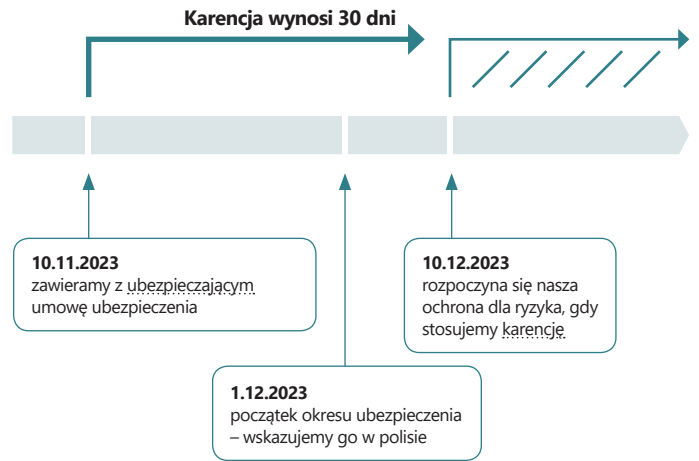 Karencja wynosi 30 dni
10.11.2023
zawieramy z ubezpieczającym
umowę ubezpieczenia
10.12.2023
rozpoczyna się nasza
ochrona dla ryzyka, gdy
stosujemy karencję
1.12.2023
początek okresu ubezpieczenia
– wskazujemy go w polisie